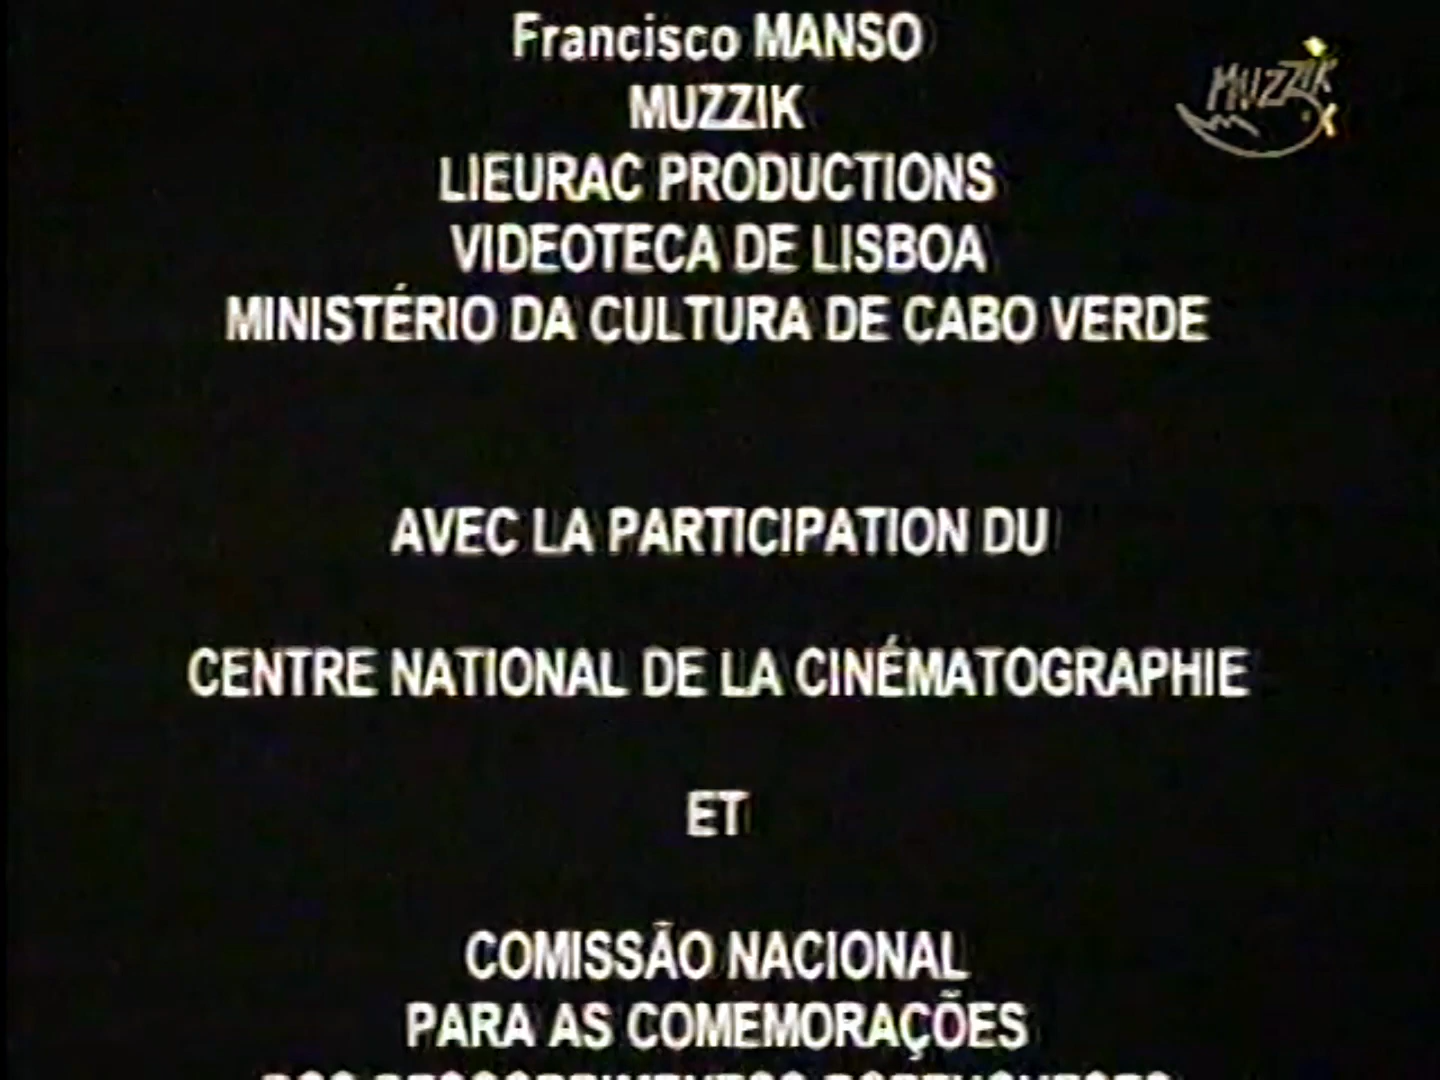 Francisco MANSO
MUZZIK
MUZZIK
LIEURAC PRODUCTIONS
VIDEOTECA DE LISBOA
MINISTÉRIO DA CULTURA DE CABO VERDE
AVEC LA PARTICIPATION DU
CENTRE NATIONAL DE LA CINÉMATOGRAPHIE
ET
COMISSÃO NACIONAL
PARA AS COMEMORAÇÕES